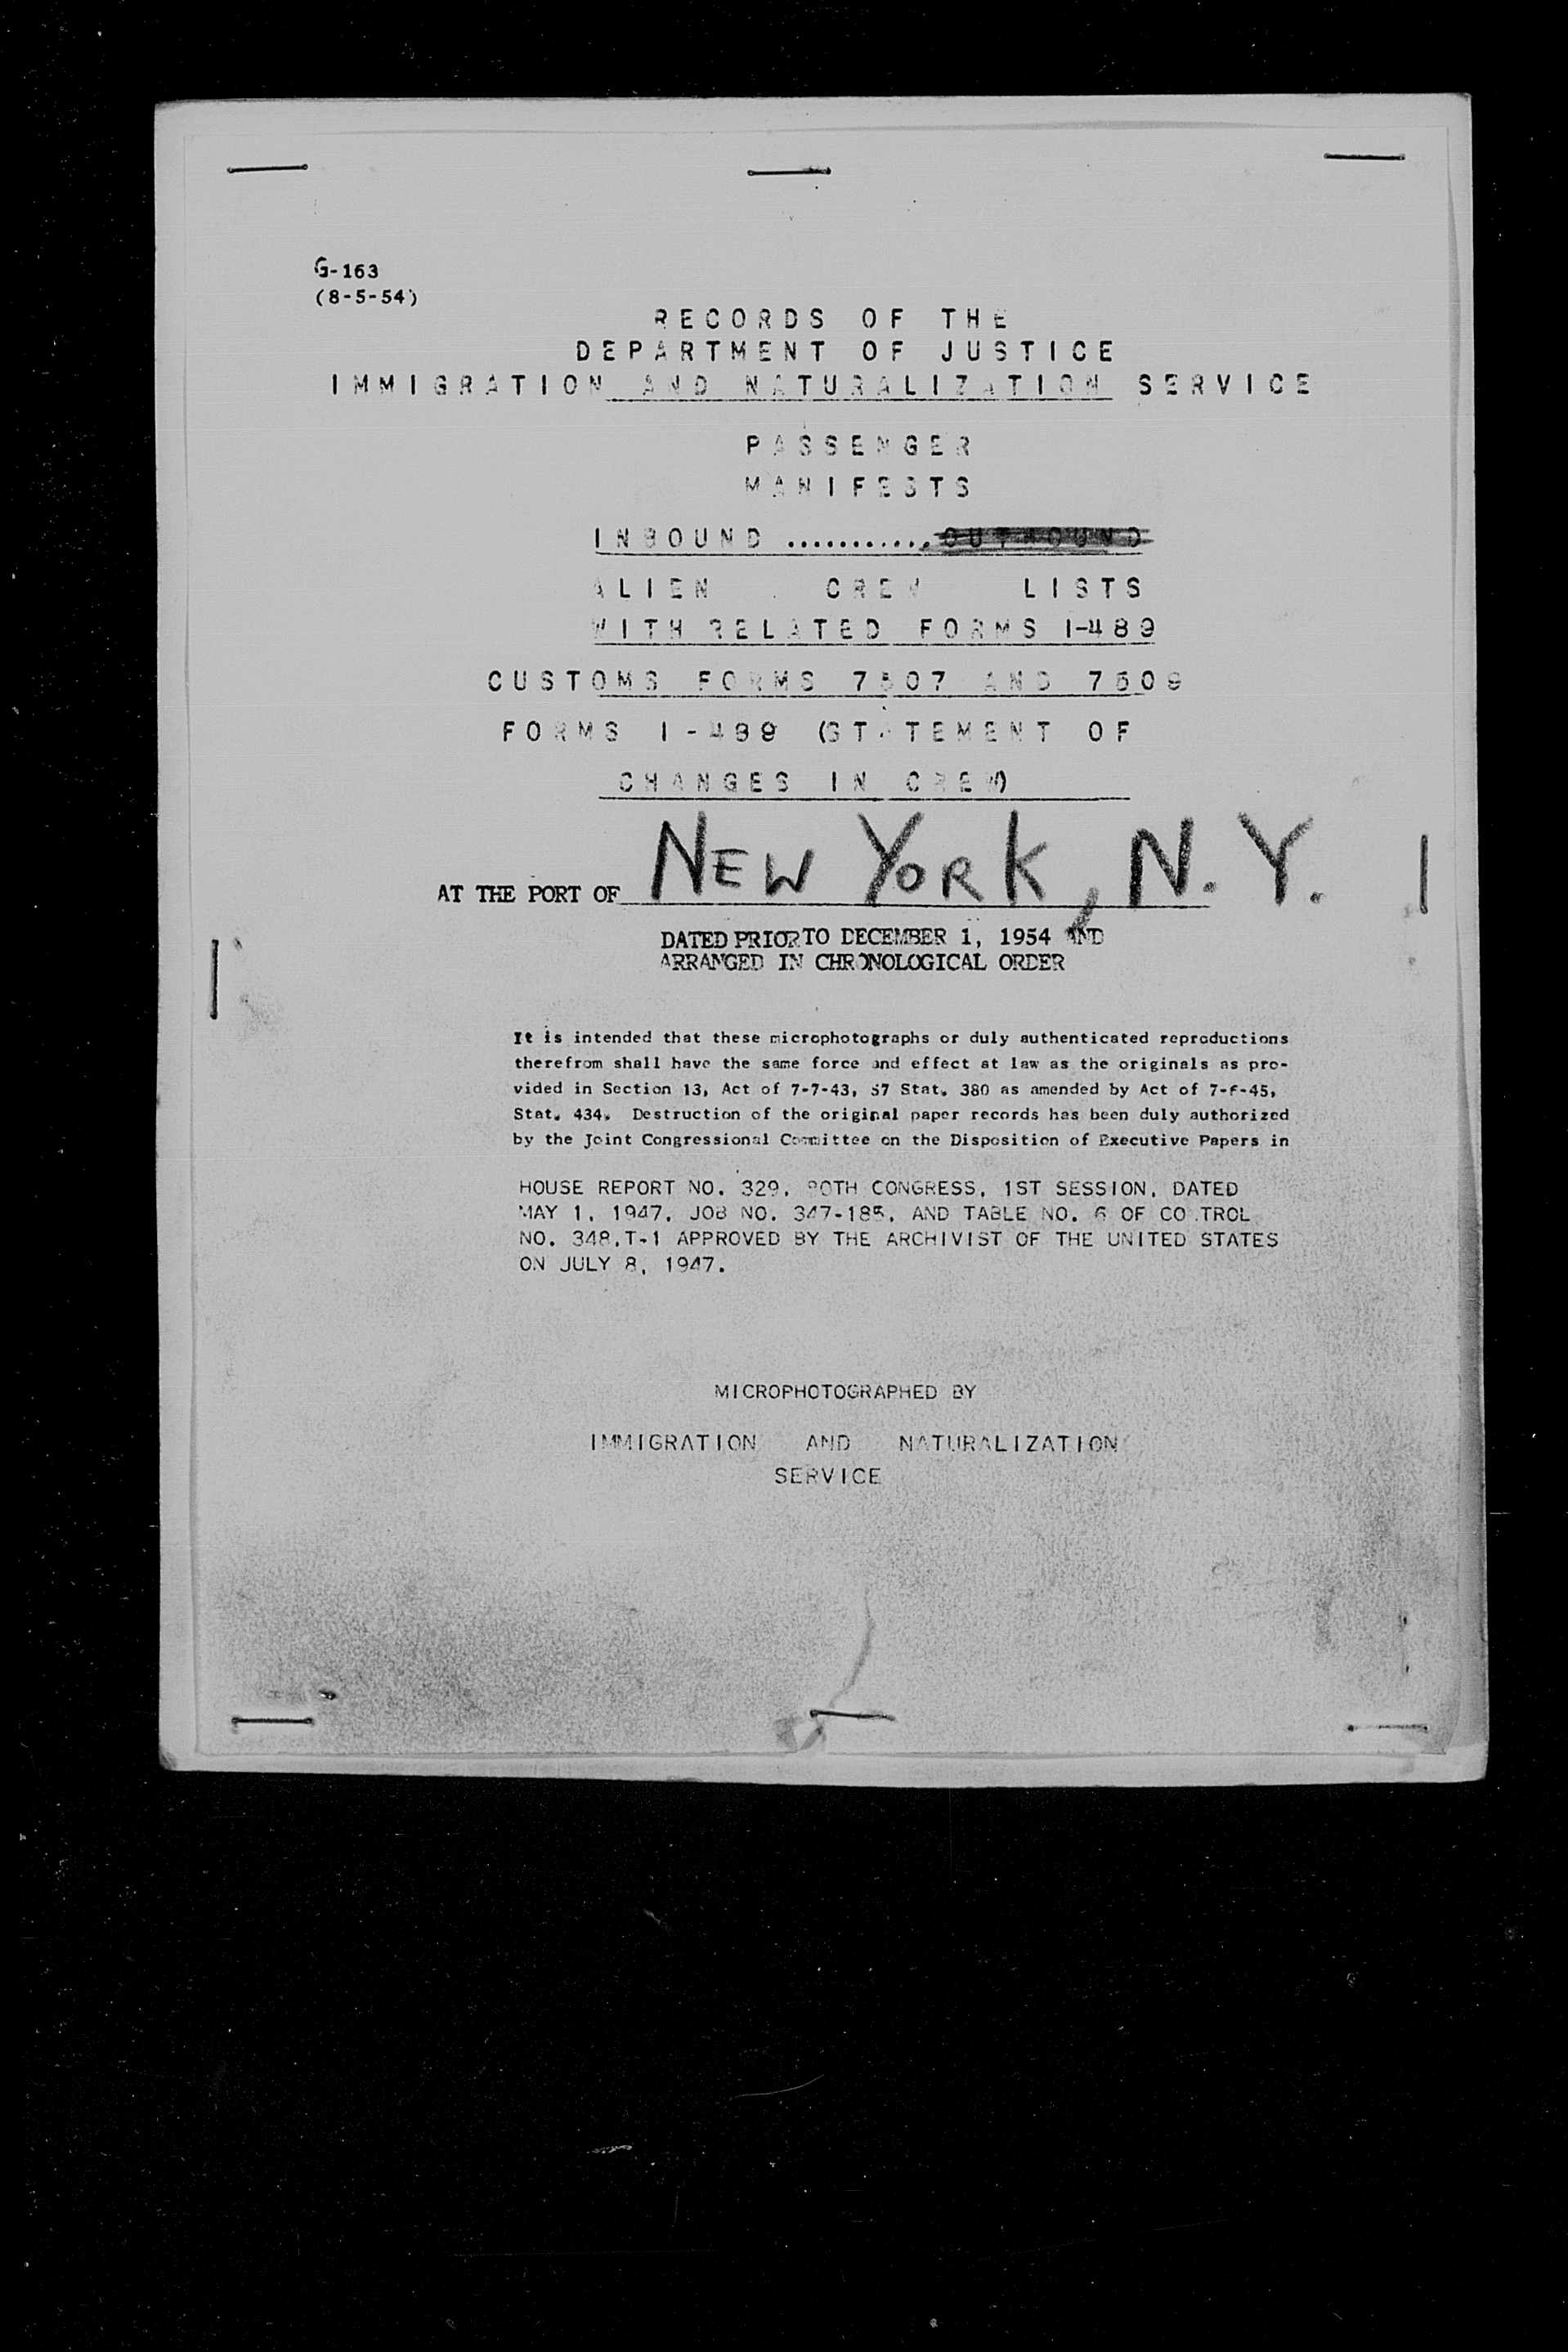 G-163
(8-5-54)
RECORDS OF THE
DEPARTMENT OF JUSTICE
IMMIGRATION AND NATURALIZATION SERVICE
PASSENGER
MANIFESTS
INBOUND ...........OUTBOUND
ALIEN CREW LISTS
WITH RELATED FORMS I-489
CUSTOMS FORMS 7507 AND 7509
FORMS I-489 (STATEMENT OF
CHANGES IN CREW)
AT THE PORT OF NEW YORK, N. Y.
DATED PRIOR TO DECEMBER 1, 1954 AND
ARRANGED IN CHRONOLOGICAL ORDER
It is intended that these microphotographs or duly authenticated reproductions
therefrom shall have the same force and effect at law as the originals as pro-
vided in Section 13, Act of 7-7-43, 57 Stat. 380 as amended by Act of 7-6-45,
Stat. 434. Destruction of the original paper records has been duly authorized
by the Joint Congressional Committee on the Disposition of Executive Papers in
HOUSE REPORT NO. 329, 80TH CONGRESS, 1ST SESSION, DATED
MAY 1, 1947, JOB NO. 347-185, AND TABLE NO. 6 OF CO TROL
NO. 348,T-1 APPROVED BY THE ARCHIVIST OF THE UNITED STATES
ON JULY 8, 1947.
MICROPHOTOGRAPHED BY
IMMIGRATION AND NATURALIZATION
SERVICE